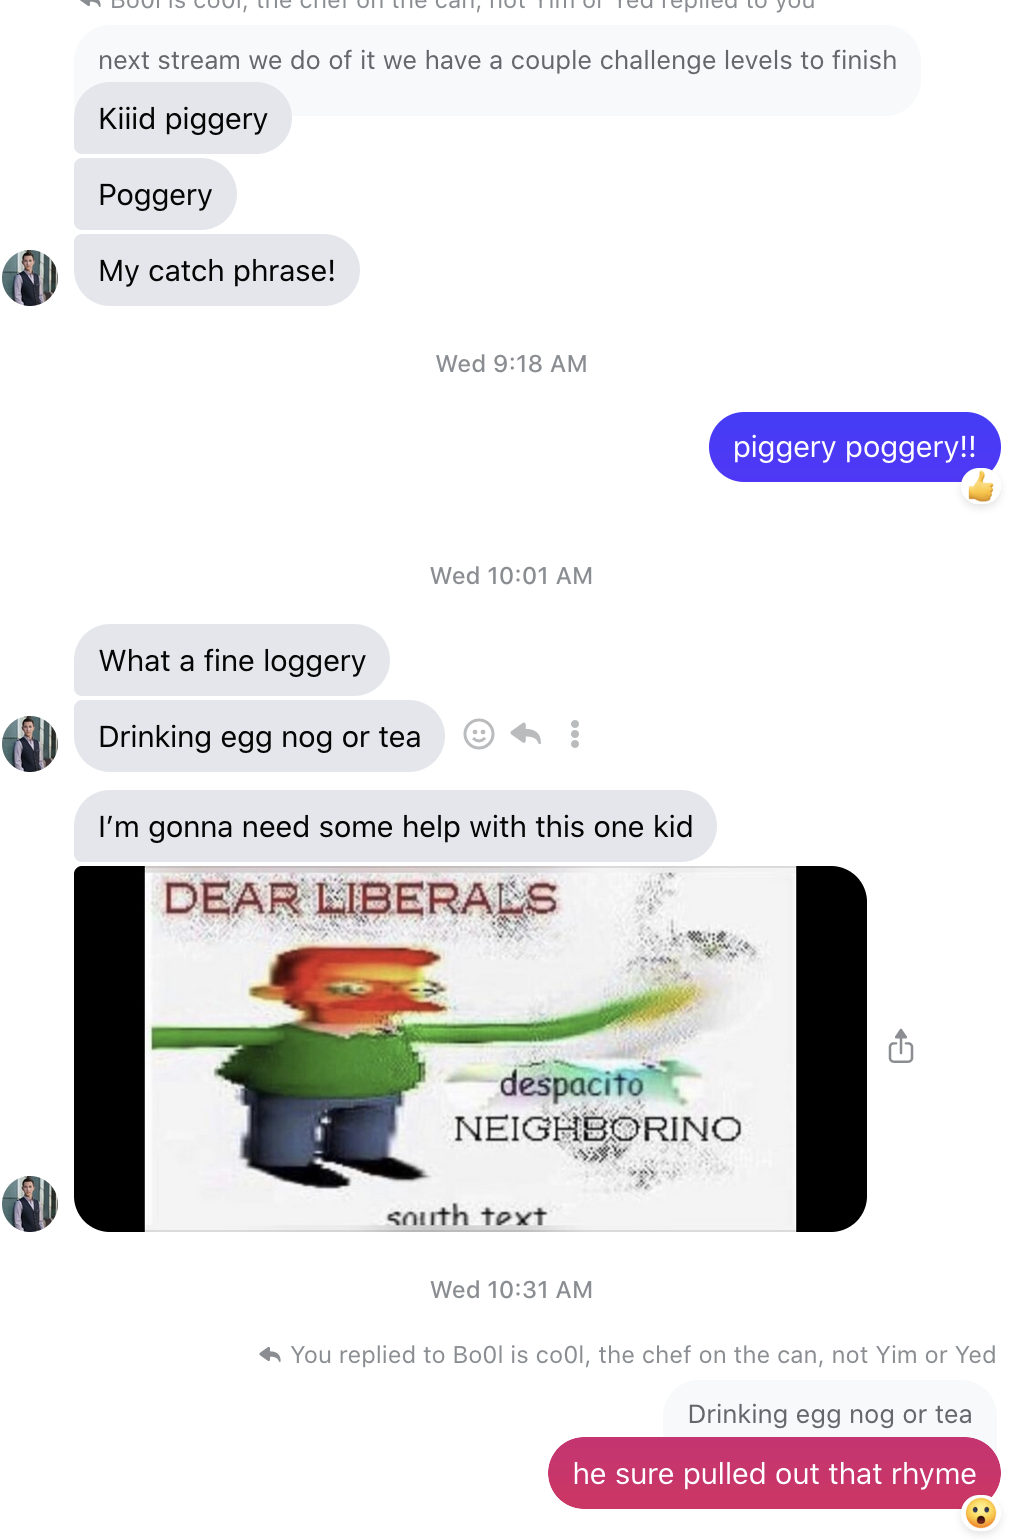 Bo0l is co0l, the chef on the can, not Yim or Yed replied to you
next stream we do of it we have a couple challenge levels to finish
Kiiid piggery
Poggery
My catch phrase!
Wed 9:18 AM
piggery poggery!!
Wed 10:01 AM
What a fine loggery
Drinking egg nog or tea
I'm gonna need some help with this one kid
DEAR LIBERALS
despacito
NEIGHBORINO
south text
Wed 10:31 AM
You replied to Bo0l is co0l, the chef on the can, not Yim or Yed
Drinking egg nog or tea
he sure pulled out that rhyme